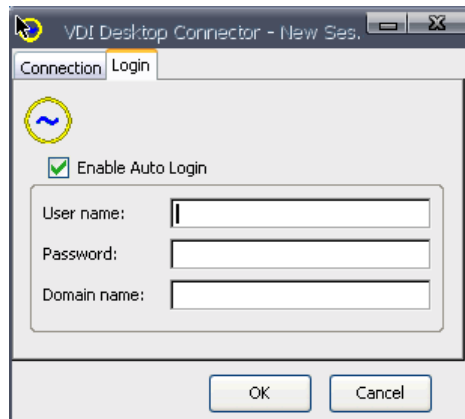 VDI Desktop Connector - New Ses.
Connection Login
Enable Auto Login
User name:
Password:
Domain name:
OK Cancel